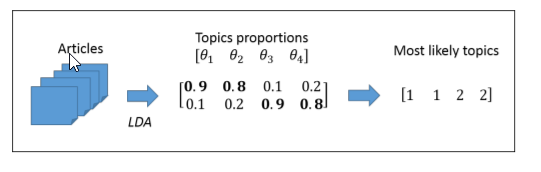 Articles
LDA
Topics proportions
[θ₁ θ₂ θ₃ θ₄]
[0.9 0.8 0.1 0.2
0.1 0.2 0.9 0.8]
Most likely topics
[1 1 2 2]